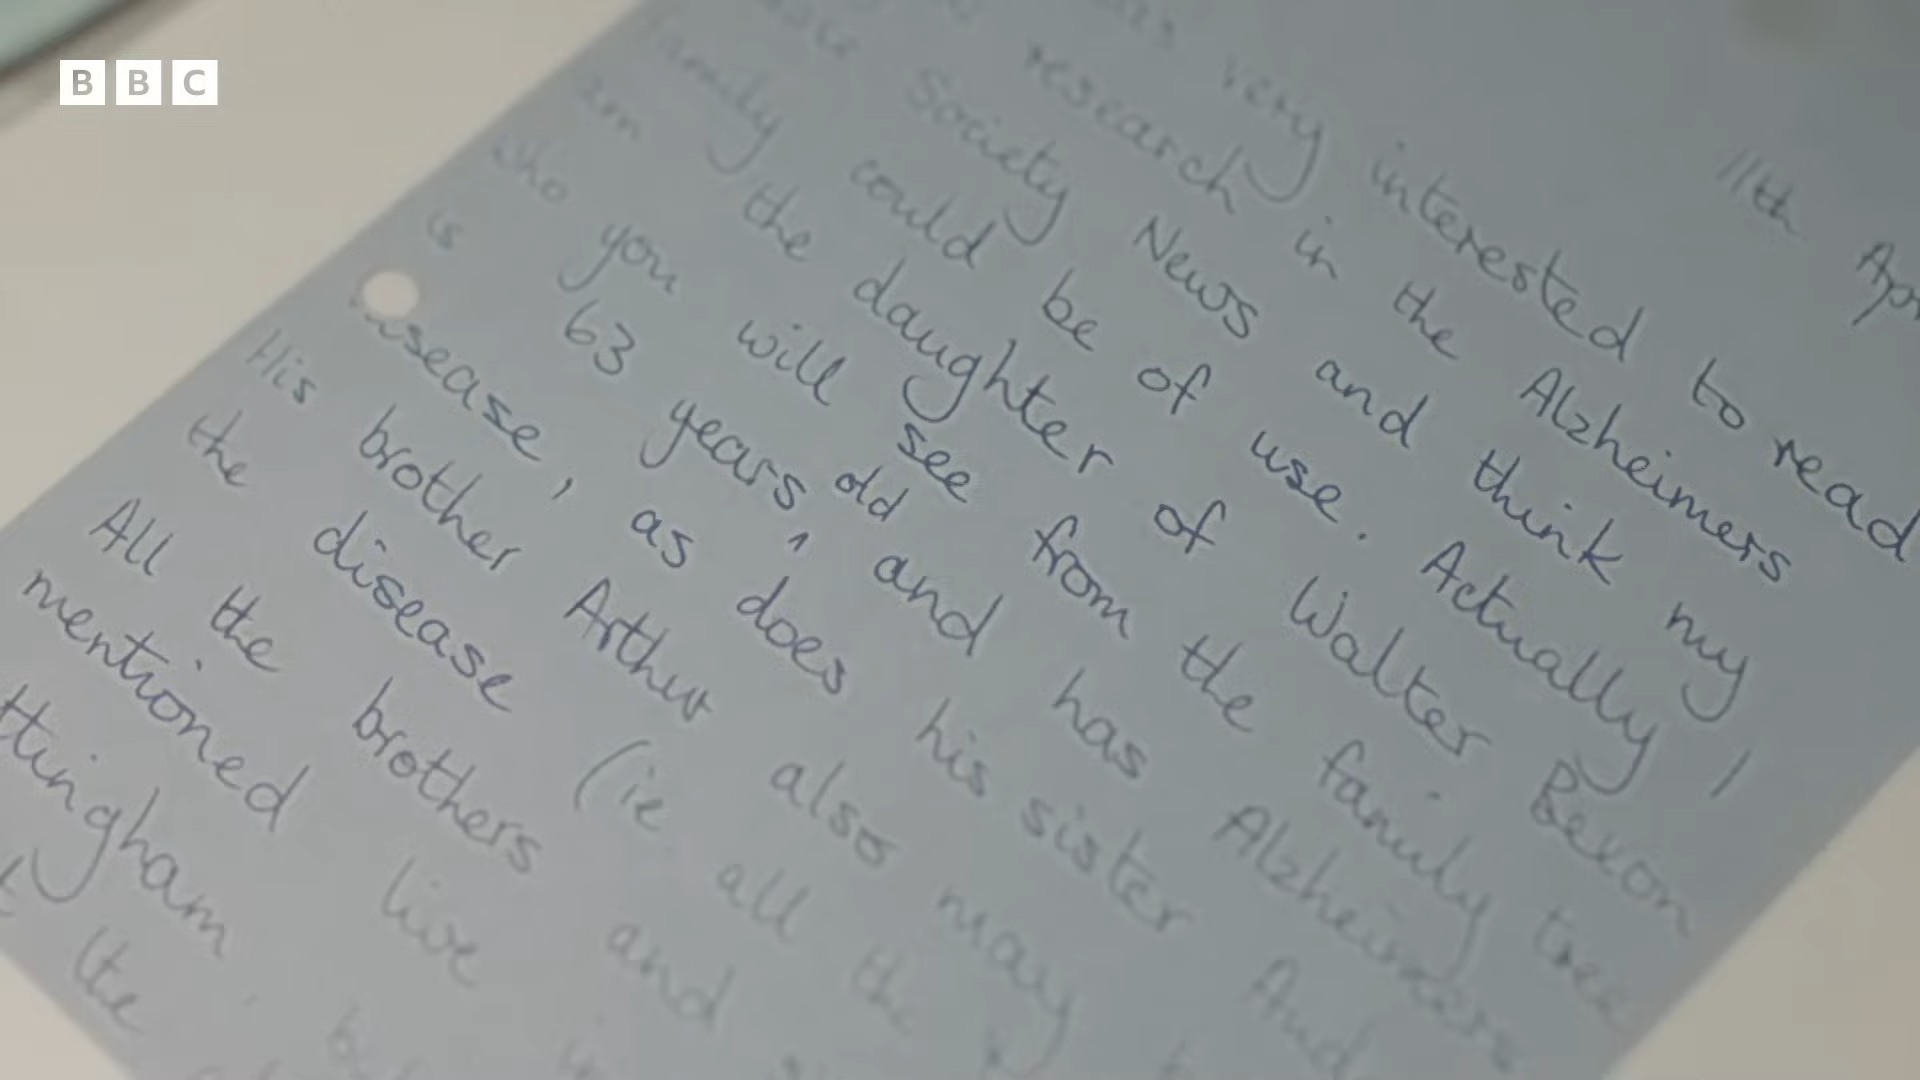 BBC
11th Apr
very interested to read
research in the Alzheimers
Society News and think my
family could be of use. Actually I
am the daughter of Walter Bexon
who you will see from the family tree
is 63 years old and has Alzheimers
disease, as does his sister
His brother Arthur also may
the disease (ie all the
All the brothers and
mentioned live in
ttingham
the